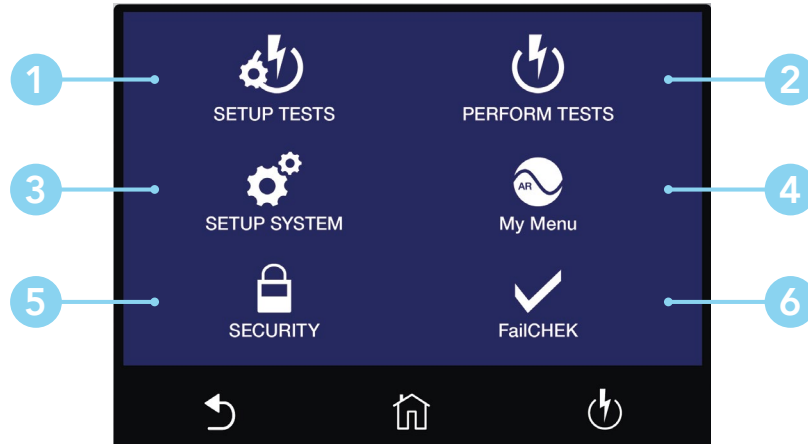 1
SETUP TESTS
PERFORM TESTS
2
3
SETUP SYSTEM
AR
My Menu
4
5
SECURITY
FailCHEK
6